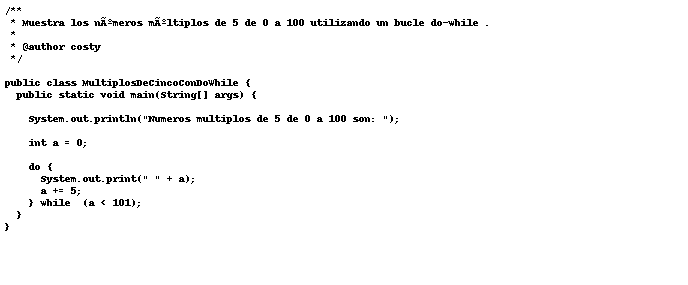 /**
 * Muestra los nÃºmeros mÃºltiplos de 5 de 0 a 100 utilizando un bucle do-while .
 *
 * @author costy
 */
public class MultiplosDeCincoConDoWhile {
  public static void main(String[] args) {
    System.out.println("Numeros multiplos de 5 de 0 a 100 son: ");
    int a = 0;
    do {
      System.out.print(" " + a);
      a += 5;
    } while  (a < 101);
  }
}